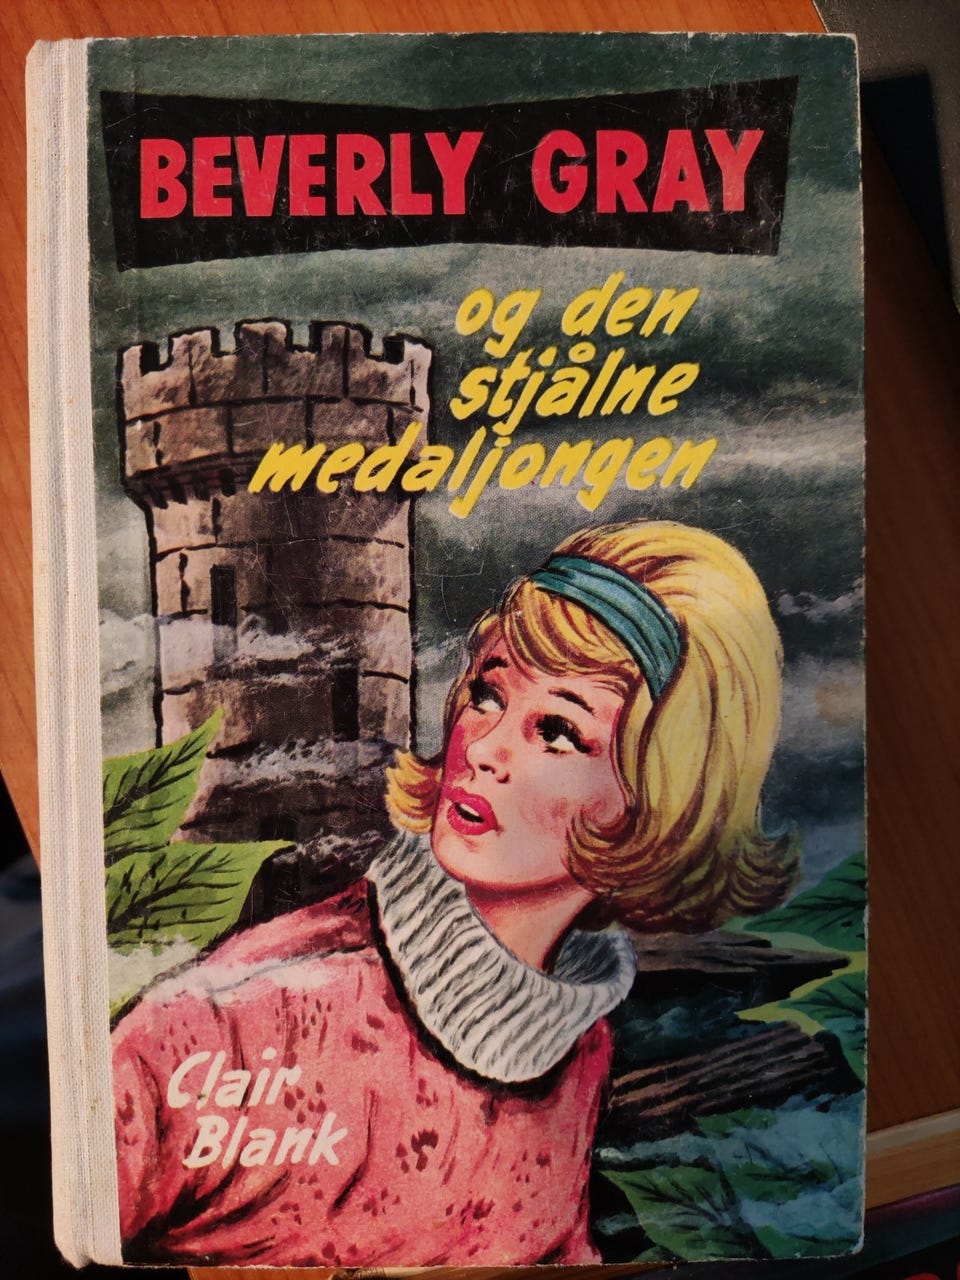 BEVERLY GRAY
og den
stjålne
medaljongen
Clair
Blank